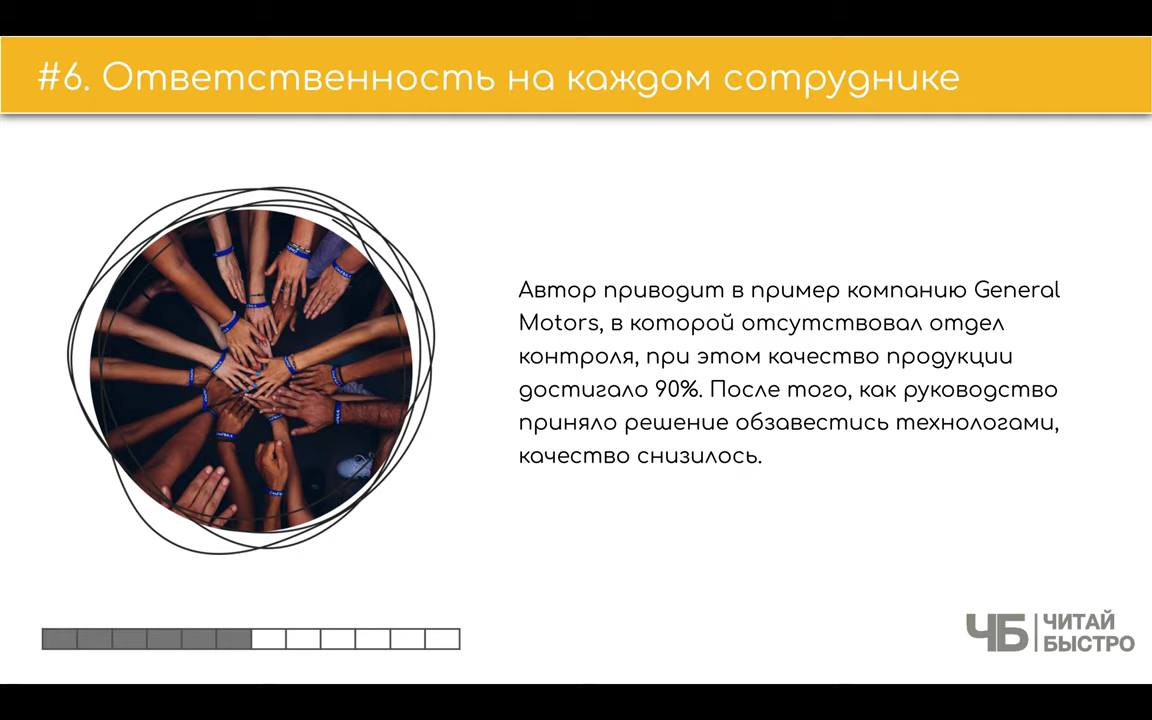 #6. Ответственность на каждом сотруднике
Автор приводит в пример компанию General
Motors, в которой отсутствовал отдел
контроля, при этом качество продукции
достигало 90%. После того, как руководство
приняло решение обзавестись технологами,
качество снизилось.
ЧБ
ЧИТАЙ
БЫСТРО